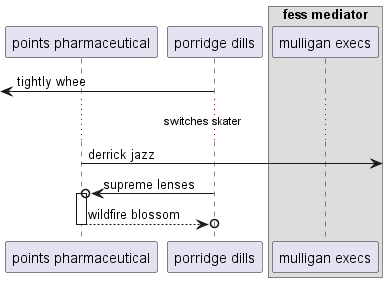 fess mediator
points pharmaceutical
porridge dills
mulligan execs
tightly whee
switches skater
derrick jazz
supreme lenses
wildfire blossom
points pharmaceutical
porridge dills
mulligan execs